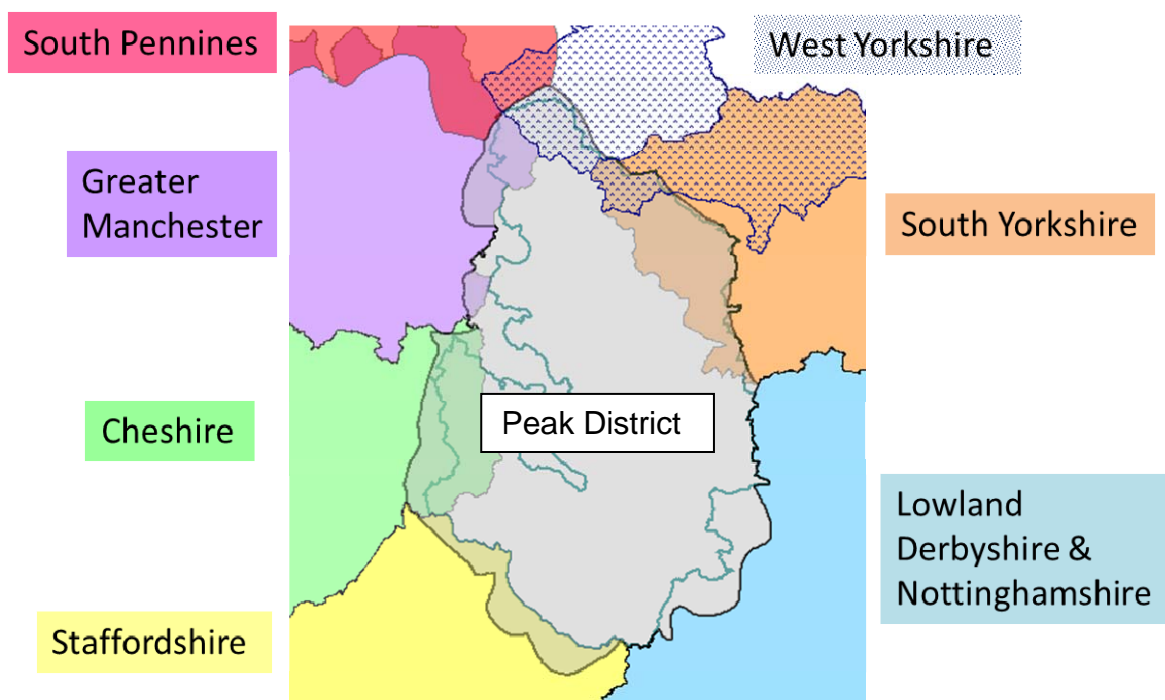 South Pennines
West Yorkshire
Greater
Manchester
South Yorkshire
Cheshire
Peak District
Lowland
Derbyshire &
Nottinghamshire
Staffordshire